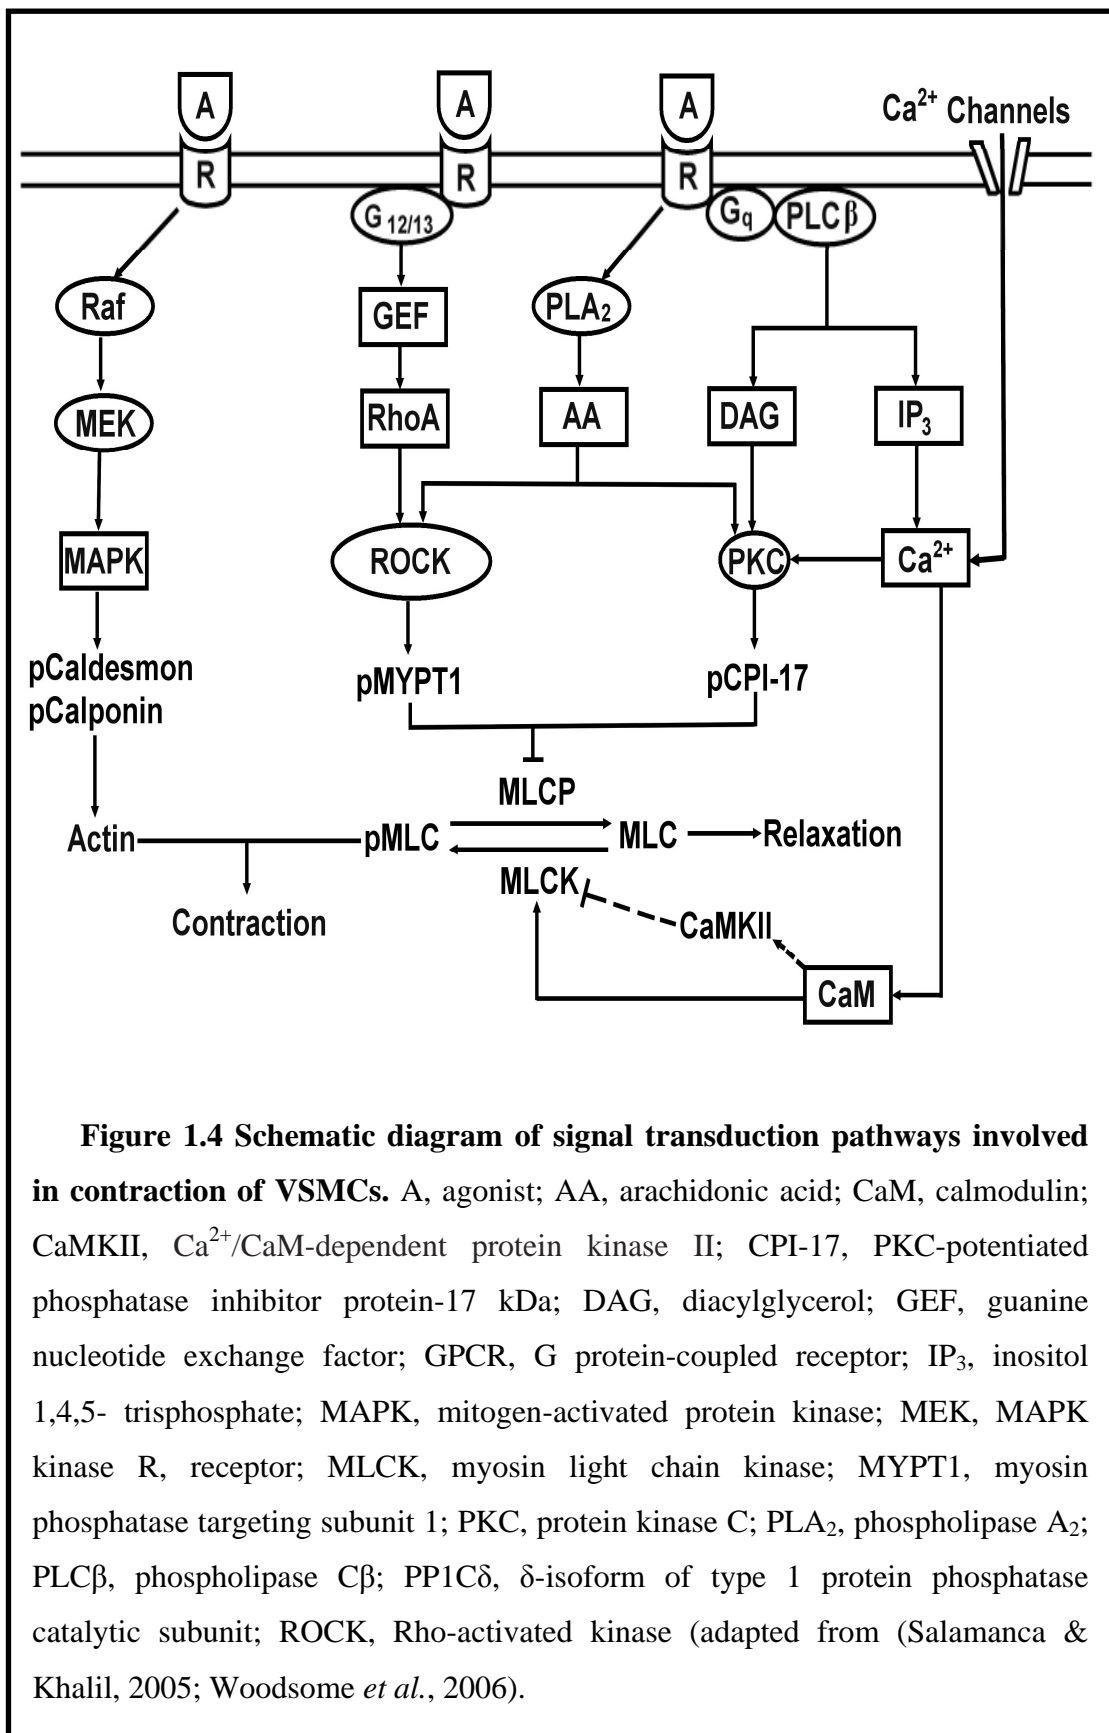 A A A Ca²⁺ Channels
R R R
G 12/13 Gq PLCβ
Raf GEF PLA₂
MEK RhoA AA DAG IP₃
MAPK ROCK PKC Ca²⁺
pCaldesmon
pCalponin
pMYPT1 pCPI-17
MLCP
Actin pMLC MLC Relaxation
MLCK
Contraction CaMKII
CaM
Figure 1.4 Schematic diagram of signal transduction pathways involved
in contraction of VSMCs. A, agonist; AA, arachidonic acid; CaM, calmodulin;
CaMKII, Ca²⁺/CaM-dependent protein kinase II; CPI-17, PKC-potentiated
phosphatase inhibitor protein-17 kDa; DAG, diacylglycerol; GEF, guanine
nucleotide exchange factor; GPCR, G protein-coupled receptor; IP₃, inositol
1,4,5- trisphosphate; MAPK, mitogen-activated protein kinase; MEK, MAPK
kinase R, receptor; MLCK, myosin light chain kinase; MYPT1, myosin
phosphatase targeting subunit 1; PKC, protein kinase C; PLA₂, phospholipase A₂;
PLCβ, phospholipase Cβ; PP1Cδ, δ-isoform of type 1 protein phosphatase
catalytic subunit; ROCK, Rho-activated kinase (adapted from (Salamanca &
Khalil, 2005; Woodsome et al., 2006).